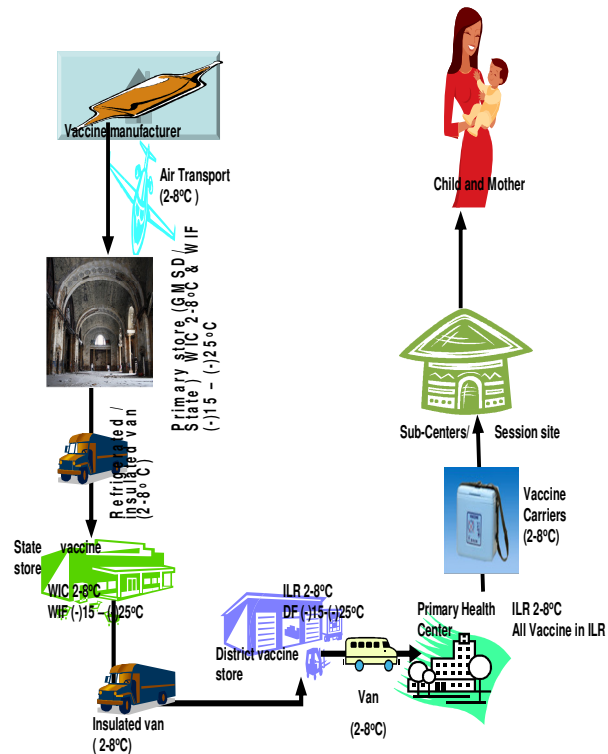 Vaccine manufacturer
Air Transport
(2-8ºC )
Primary store (GMSD/
State ) WIC 2-8ºC & WIF
(-)15 – (-)25ºC
Refrigerated /
insulated van
(2-8ºC )
State vaccine
store
WIC 2-8ºC
WIF (-)15 – (-)25ºC
Insulated van
( 2-8ºC)
ILR 2-8ºC
DF (-)15-(-)25ºC
District vaccine
store
Van
(2-8ºC)
Primary Health
Center
ILR 2-8ºC
All Vaccine in ILR
Vaccine
Carriers
(2-8ºC)
Sub-Centers/ Session site
Child and Mother